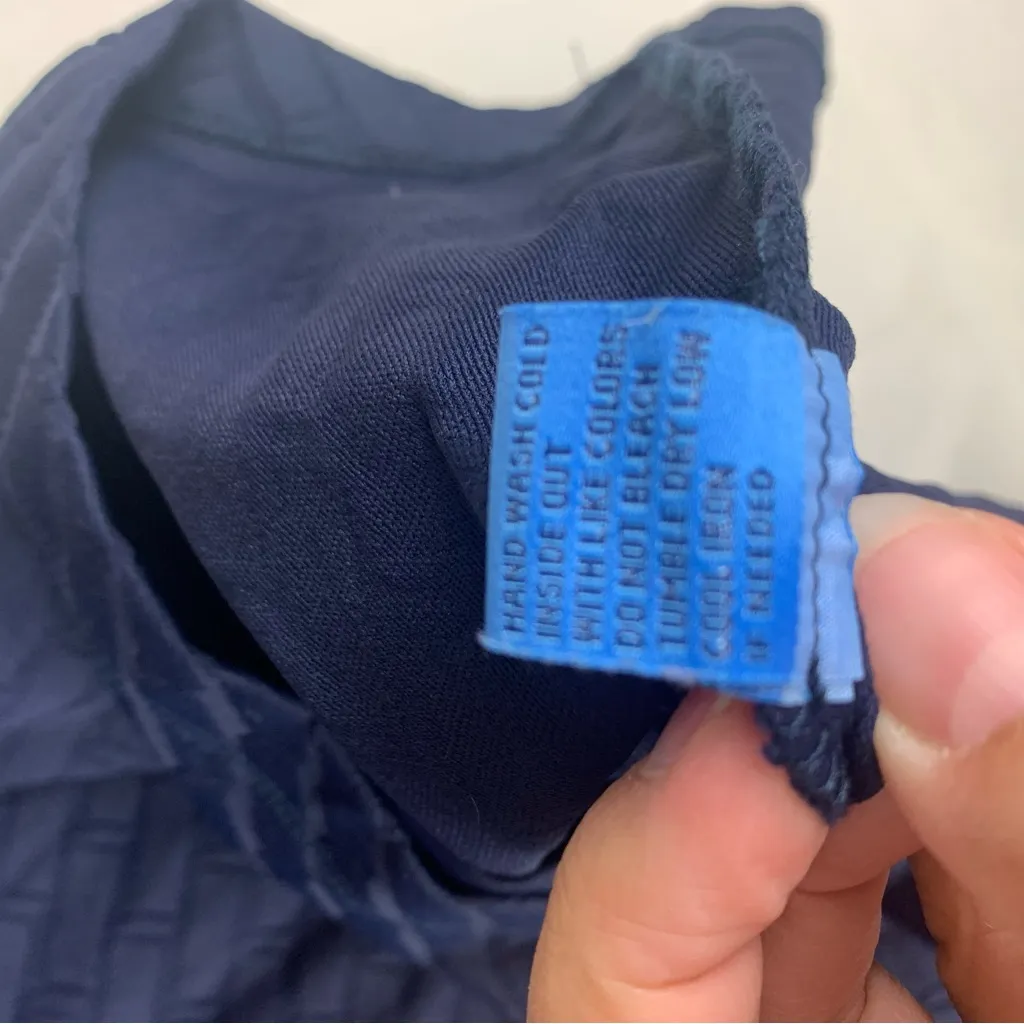 HAND WASH COLD
INSIDE OUT
WITH LIKE COLORS
DO NOT BLEACH
TUMBLE DRY LOW
COOL IRON
IF NEEDED